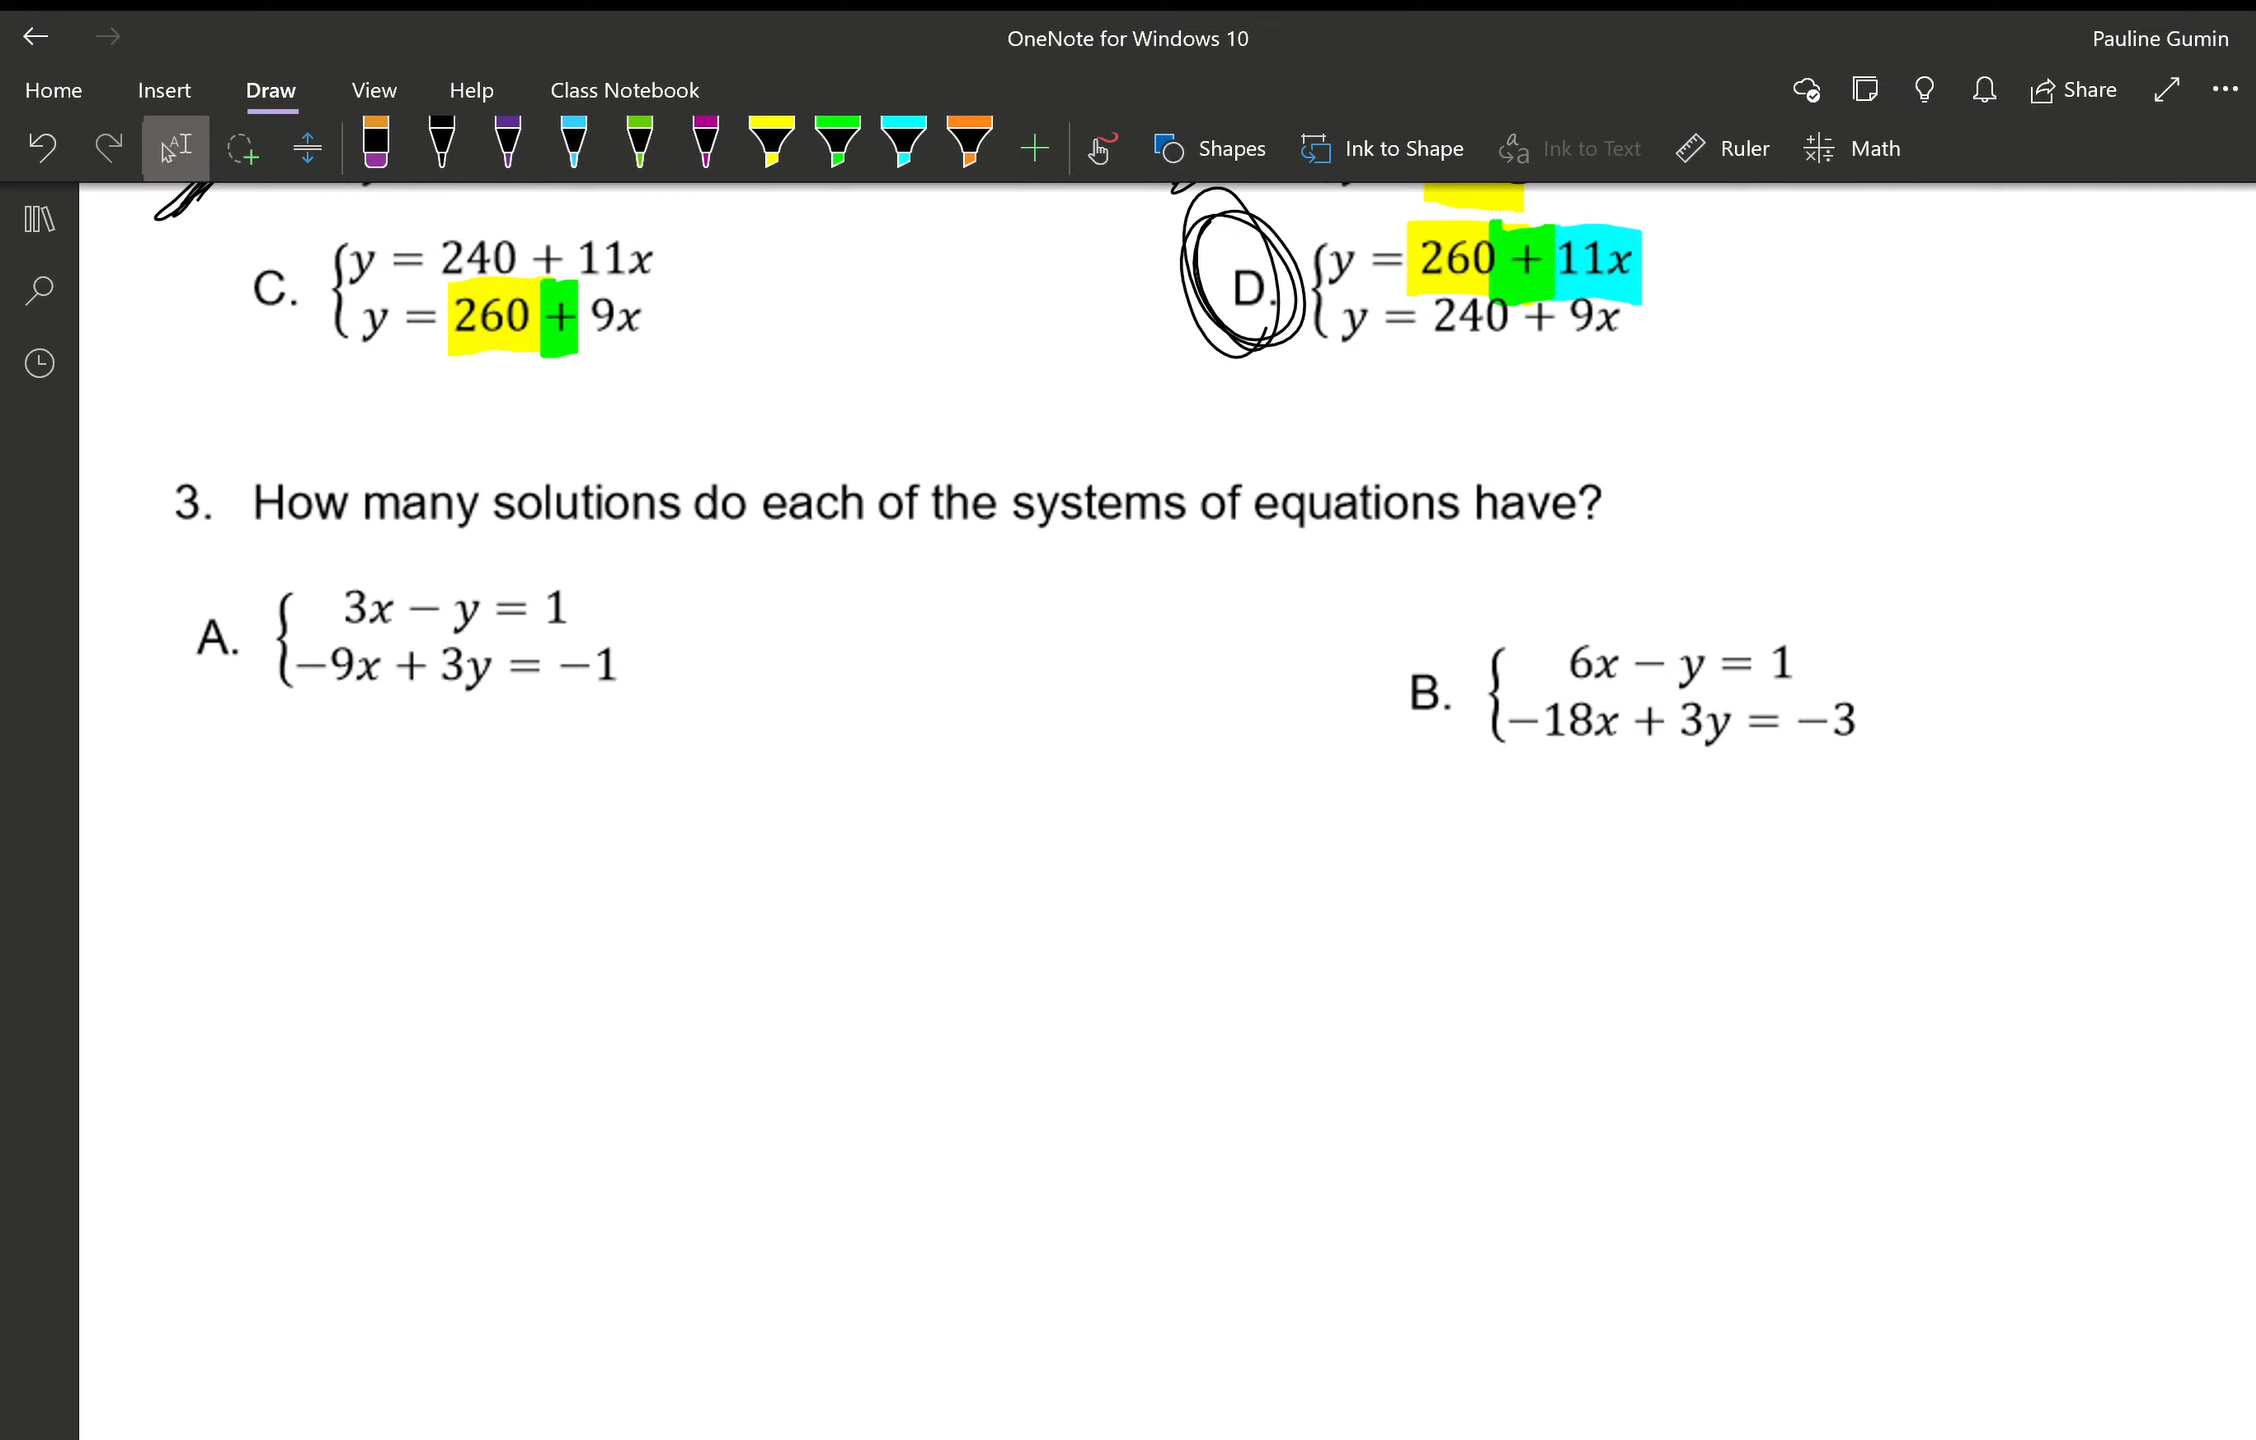 OneNote for Windows 10
Pauline Gumin
Home Insert Draw View Help Class Notebook
Share
Shapes Ink to Shape Ink to Text Ruler Math
C. { y = 240 + 11x
y = 260 + 9x
D. { y = 260 + 11x
y = 240 + 9x
3. How many solutions do each of the systems of equations have?
A. { 3x − y = 1
−9x + 3y = −1
B. { 6x − y = 1
−18x + 3y = −3